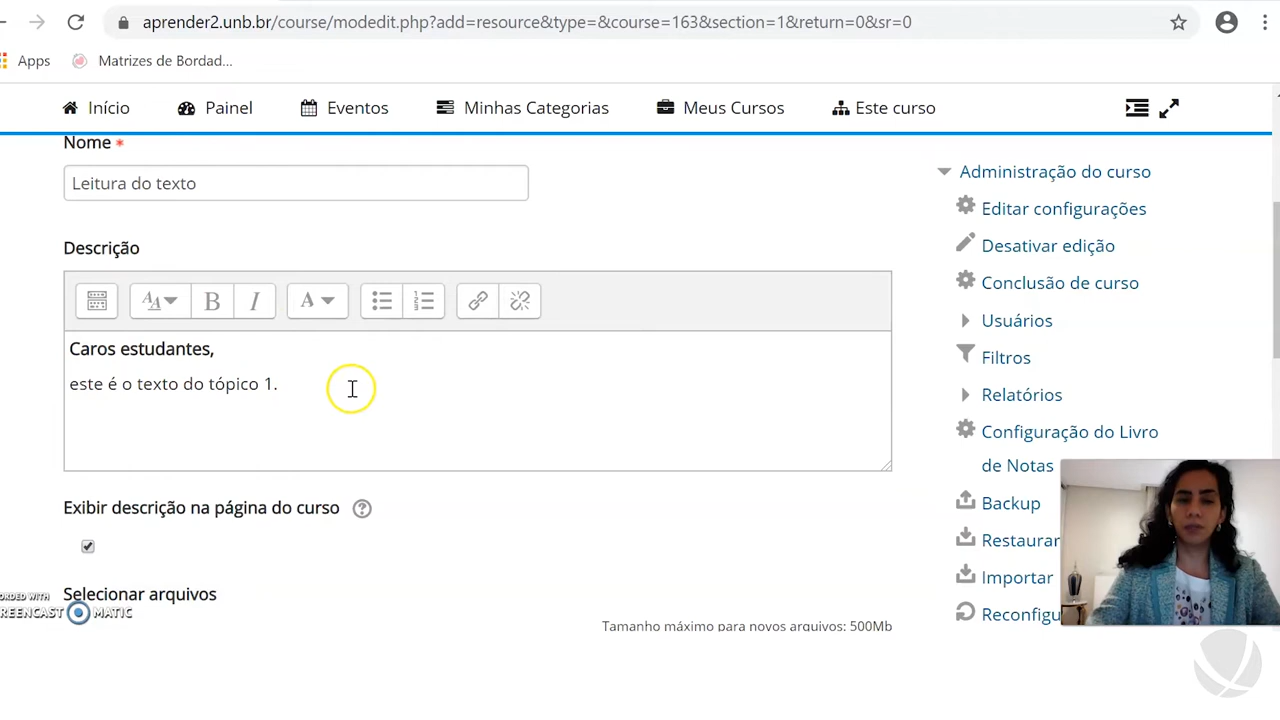 aprender2.unb.br/course/modedit.php?add=resource&type=&course=163&section=1&return=0&sr=0
Apps Matrizes de Bordad...
Início Painel Eventos Minhas Categorias Meus Cursos Este curso
Nome *
Leitura do texto
Descrição
B I A
Caros estudantes,
este é o texto do tópico 1.
Exibir descrição na página do curso
Selecionar arquivos
Tamanho máximo para novos arquivos: 500Mb
Administração do curso
Editar configurações
Desativar edição
Conclusão de curso
Usuários
Filtros
Relatórios
Configuração do Livro
de Notas
Backup
Restaurar
Importar
Reconfigu
ORDED WITH
REENCAST MATIC